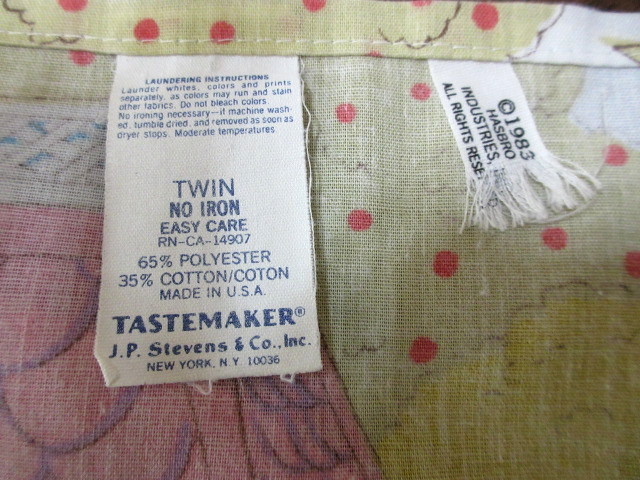 LAUNDERING INSTRUCTIONS
Launder whites, colors and prints
separately, as colors may run and stain
other fabrics. Do not bleach colors.
No ironing necessary—if machine wash-
ed, tumble dried, and removed as soon as
dryer stops. Moderate temperatures.
TWIN
NO IRON
EASY CARE
RN-CA-14907
65% POLYESTER
35% COTTON/COTON
MADE IN U.S.A.
TASTEMAKER®
J.P. Stevens & Co., Inc.
NEW YORK, N.Y. 10036
©1983
HASBRO
INDUSTRIES,
ALL RIGHTS RESE